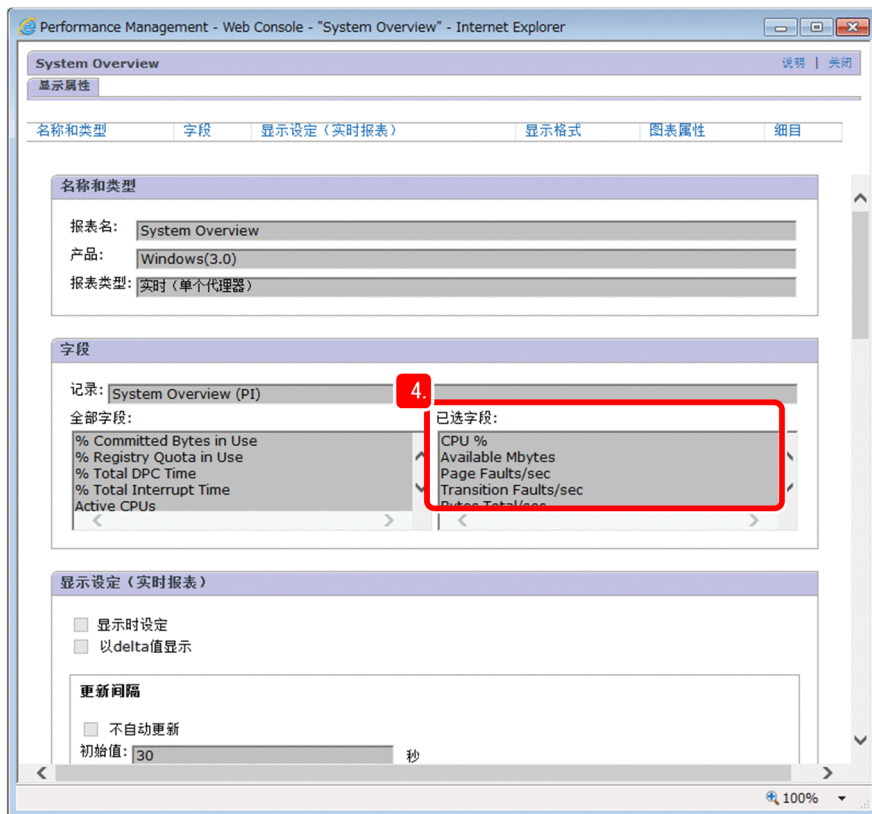 Performance Management - Web Console - "System Overview" - Internet Explorer
System Overview 说明 | 关闭
显示属性
名称和类型 字段 显示设定（实时报表） 显示格式 图表属性 细目
名称和类型
报表名: System Overview
产品: Windows(3.0)
报表类型: 实时（单个代理器）
字段
4.
记录: System Overview (PI)
全部字段: 已选字段:
% Committed Bytes in Use CPU %
% Registry Quota in Use Available Mbytes
% Total DPC Time Page Faults/sec
% Total Interrupt Time Transition Faults/sec
Active CPUs Bytes Total/sec
显示设定（实时报表）
显示时设定
以delta值显示
更新间隔
不自动更新
初始值: 30 秒
100%